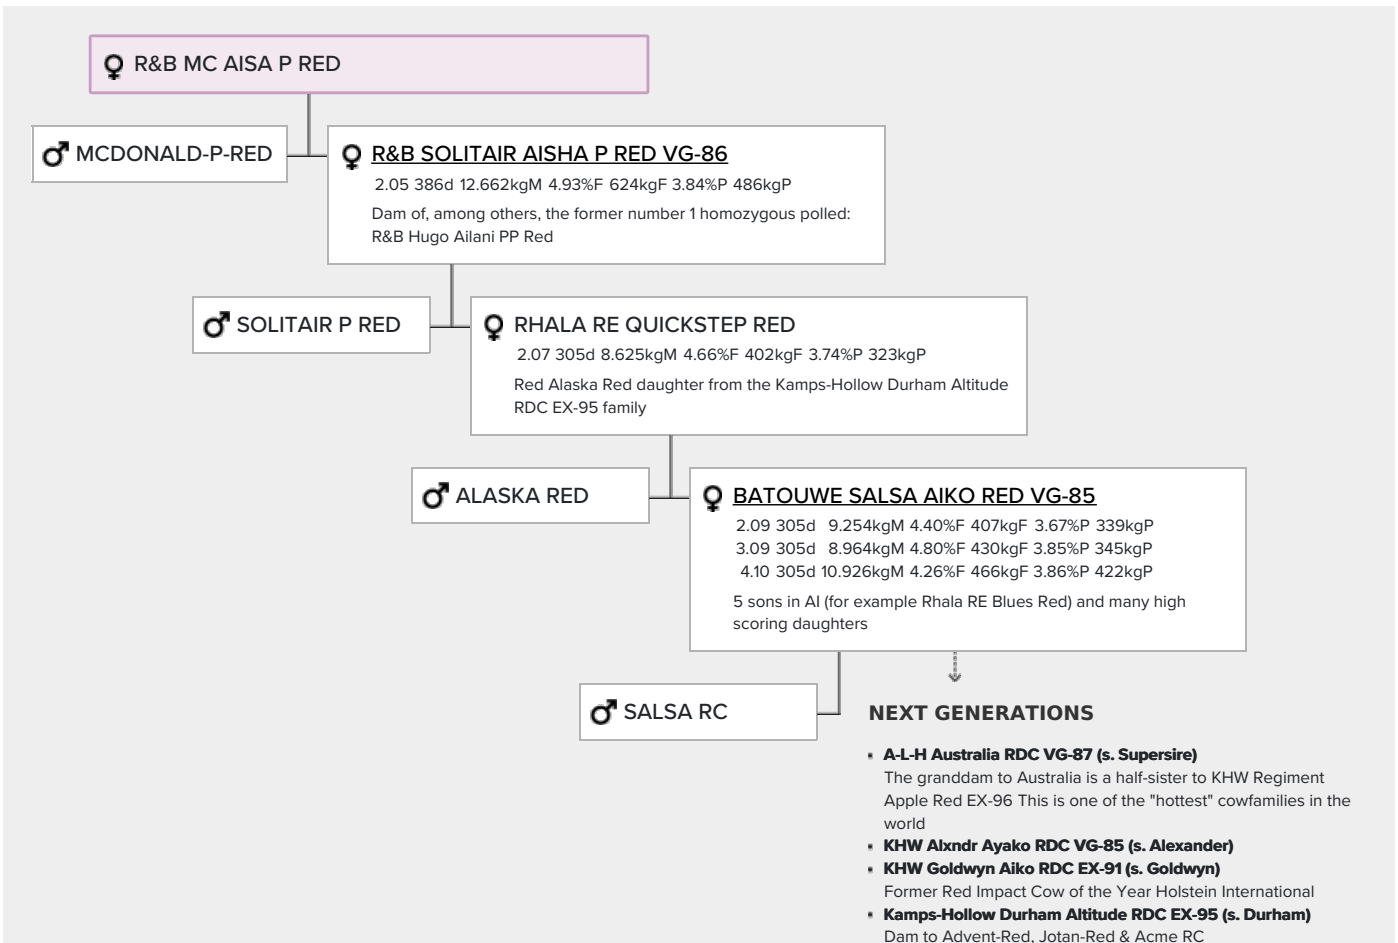 R&B MC AISA P RED
MCDONALD-P-RED
R&B SOLITAIR AISHA P RED VG-86
2.05 386d 12.662kgM 4.93%F 624kgF 3.84%P 486kgP
Dam of, among others, the former number 1 homozygous polled:
R&B Hugo Ailani PP Red
SOLITAIR P RED
RHALA RE QUICKSTEP RED
2.07 305d 8.625kgM 4.66%F 402kgF 3.74%P 323kgP
Red Alaska Red daughter from the Kamps-Hollow Durham Altitude
RDC EX-95 family
ALASKA RED
BATOUWE SALSA AIKO RED VG-85
2.09 305d 9.254kgM 4.40%F 407kgF 3.67%P 339kgP
3.09 305d 8.964kgM 4.80%F 430kgF 3.85%P 345kgP
4.10 305d 10.926kgM 4.26%F 466kgF 3.86%P 422kgP
5 sons in AI (for example Rhala RE Blues Red) and many high
scoring daughters
SALSA RC
NEXT GENERATIONS
A-L-H Australia RDC VG-87 (s. Supersire)
The granddam to Australia is a half-sister to KHW Regiment
Apple Red EX-96 This is one of the "hottest" cowfamilies in the
world
KHW Alxndr Ayako RDC VG-85 (s. Alexander)
KHW Goldwyn Aiko RDC EX-91 (s. Goldwyn)
Former Red Impact Cow of the Year Holstein International
Kamps-Hollow Durham Altitude RDC EX-95 (s. Durham)
Dam to Advent-Red, Jotan-Red & Acme RC